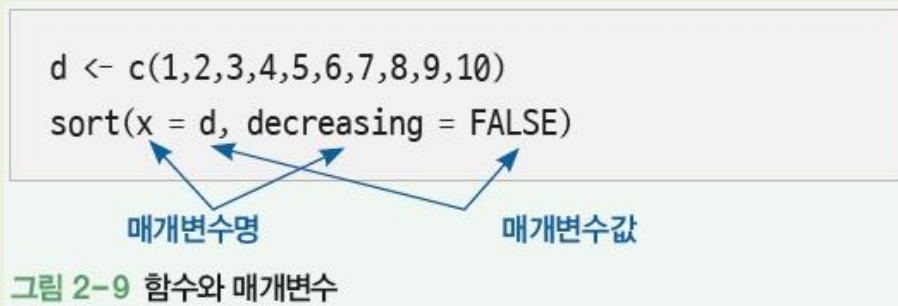 d <- c(1,2,3,4,5,6,7,8,9,10)
sort(x = d, decreasing = FALSE)
매개변수명 매개변수값
그림 2-9 함수와 매개변수